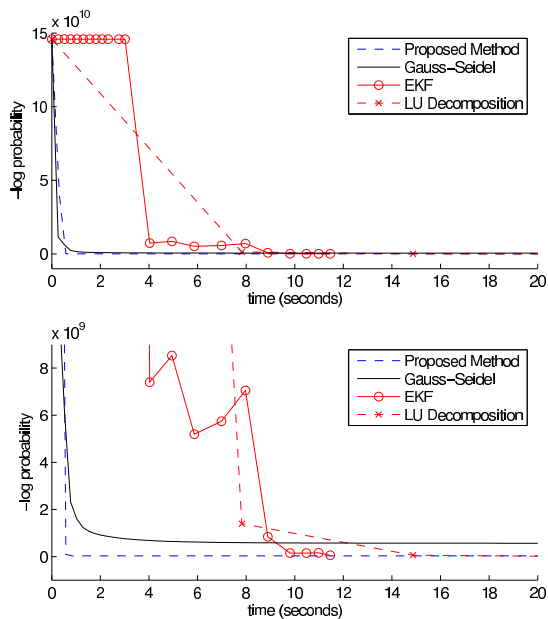 x 10^10
15
10
5
0
−log probability
0 2 4 6 8 10 12 14 16 18 20
time (seconds)
Proposed Method
Gauss−Seidel
EKF
LU Decomposition
x 10^9
8
6
4
2
0
−log probability
0 2 4 6 8 10 12 14 16 18 20
time (seconds)
Proposed Method
Gauss−Seidel
EKF
LU Decomposition